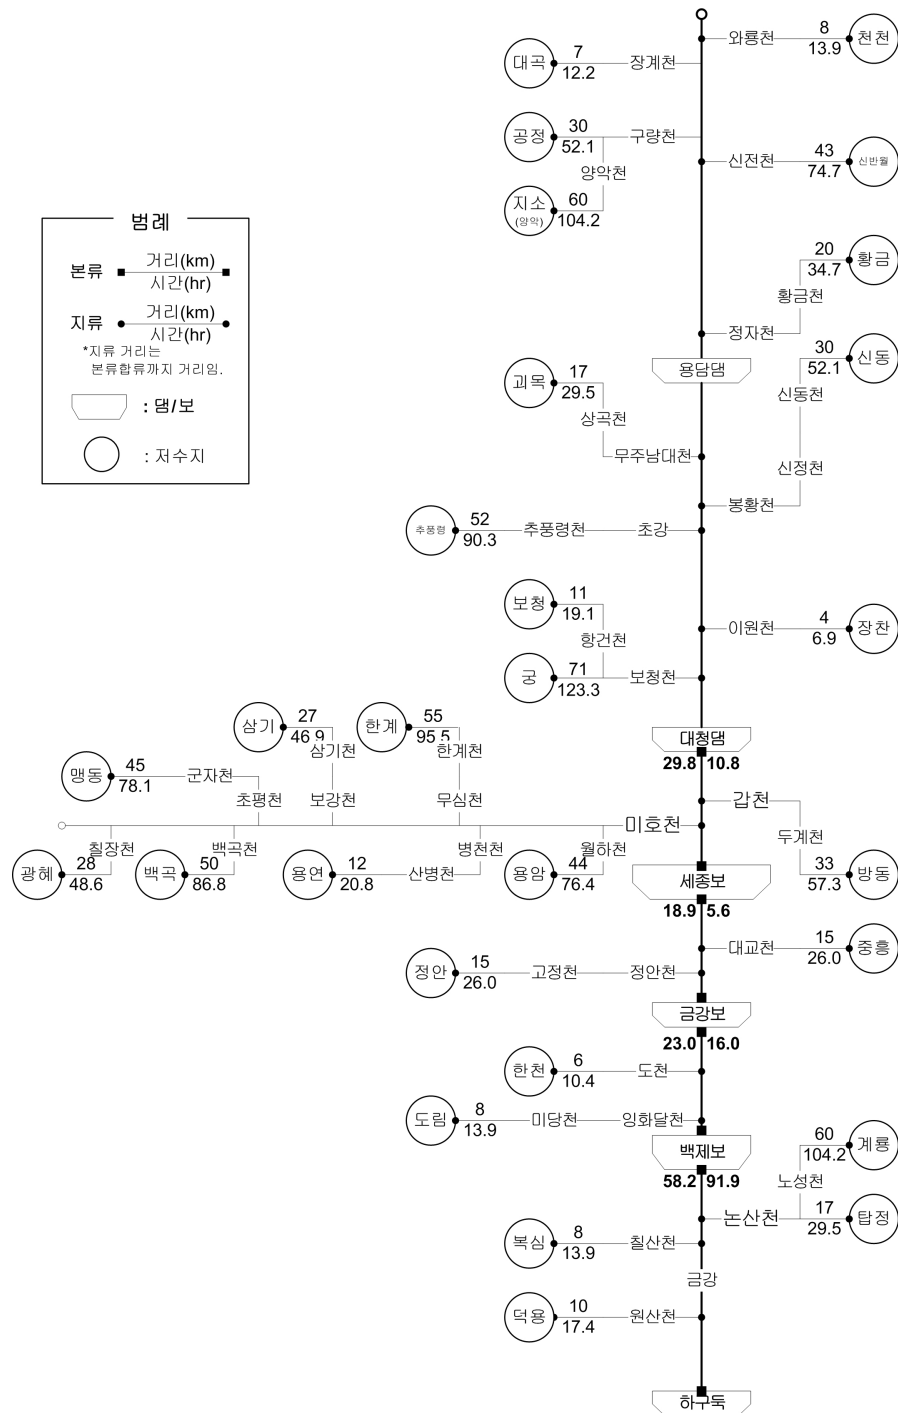 와룡천
8
13.9
천천
대곡
7
12.2
장계천
공정
30
52.1
구량천
신전천
43
74.7
신반월
양악천
지소
(양악)
60
104.2
범례
본류
거리(km)
시간(hr)
지류
거리(km)
시간(hr)
*지류 거리는
본류합류까지 거리임.
: 댐/보
: 저수지
20
34.7
황금
황금천
정자천
용담댐
30
52.1
신동
신동천
신정천
봉황천
괴목
17
29.5
상곡천
무주남대천
추풍령
52
90.3
추풍령천
초강
보청
11
19.1
항건천
이원천
4
6.9
장찬
궁
71
123.3
보청천
삼기
27
46.9
삼기천
보강천
한계
55
95.5
한계천
무심천
대청댐
29.8 10.8
맹동
45
78.1
군자천
초평천
갑천
두계천
33
57.3
방동
미호천
칠장천
광혜
28
48.6
백곡천
백곡
50
86.8
용연
12
20.8
산병천
병천천
월하천
용암
44
76.4
세종보
18.9 5.6
대교천
15
26.0
중흥
정안
15
26.0
고정천
정안천
금강보
23.0 16.0
한천
6
10.4
도천
도림
8
13.9
미당천
잉화달천
백제보
58.2 91.9
60
104.2
계룡
노성천
논산천
17
29.5
탑정
복심
8
13.9
칠산천
금강
덕용
10
17.4
원산천
하구둑